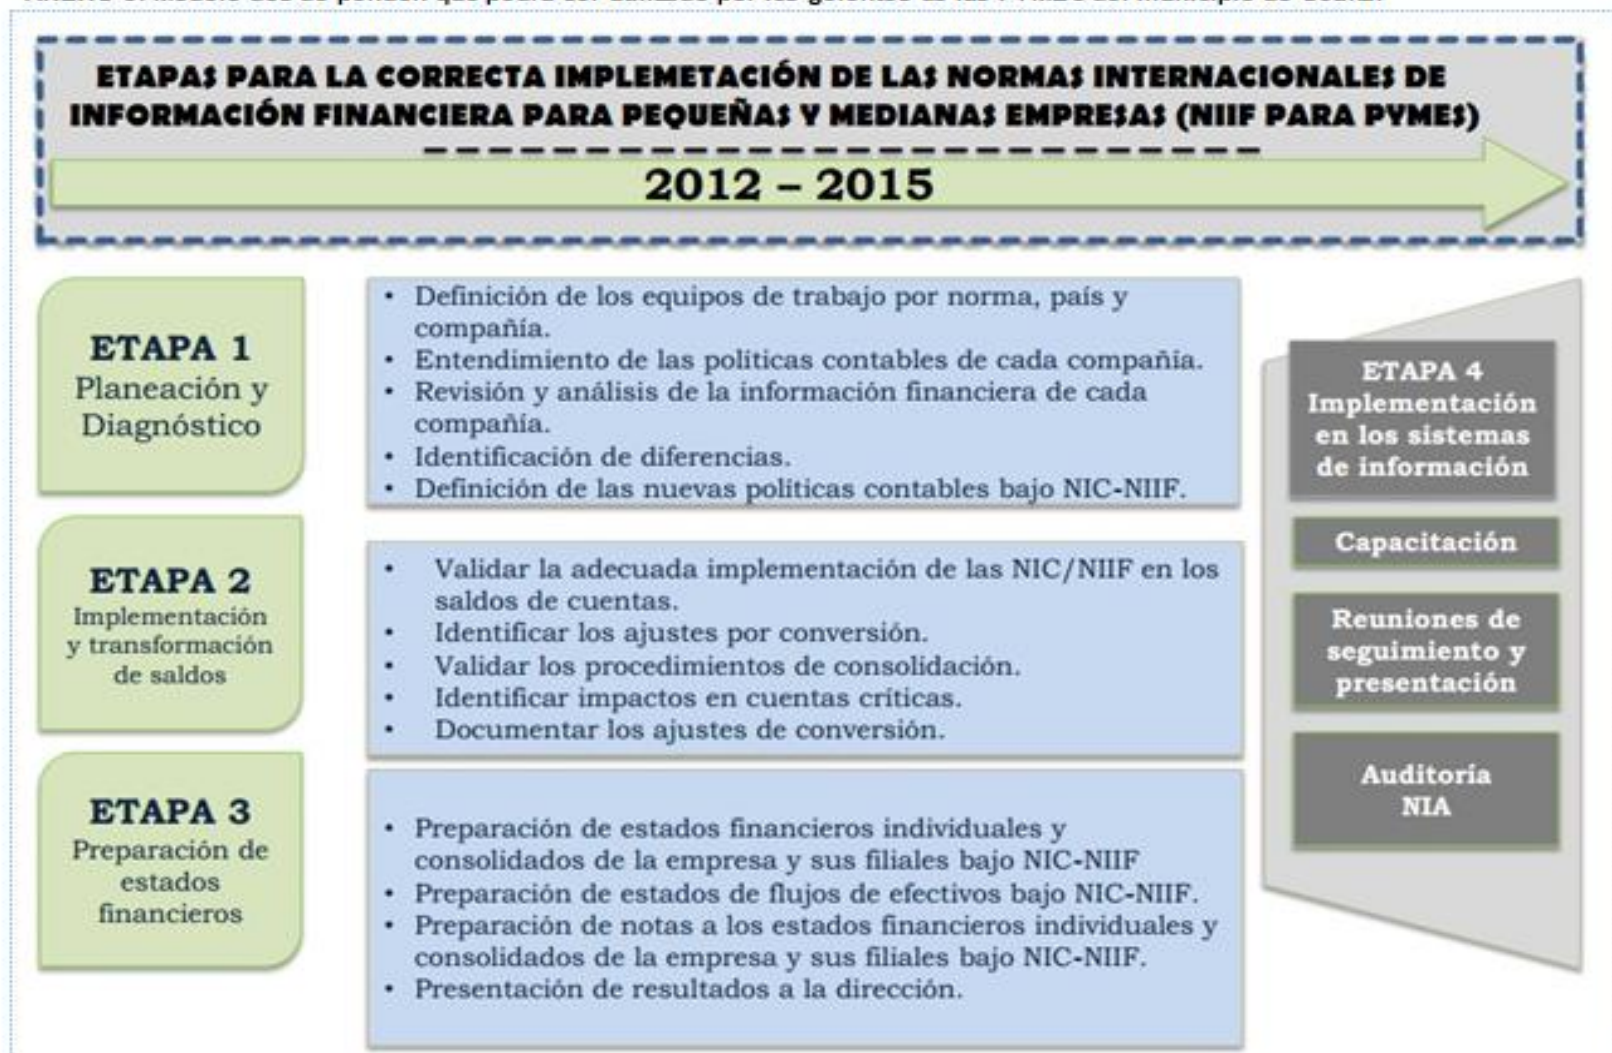 ETAPAS PARA LA CORRECTA IMPLEMETACIÓN DE LAS NORMAS INTERNACIONALES DE
INFORMACIÓN FINANCIERA PARA PEQUEÑAS Y MEDIANAS EMPRESAS (NIIF PARA PYMES)
2012 – 2015
ETAPA 1
Planeación y
Diagnóstico
• Definición de los equipos de trabajo por norma, país y
compañía.
• Entendimiento de las políticas contables de cada compañía.
• Revisión y análisis de la información financiera de cada
compañía.
• Identificación de diferencias.
• Definición de las nuevas políticas contables bajo NIC-NIIF.
ETAPA 2
Implementación
y transformación
de saldos
• Validar la adecuada implementación de las NIC/NIIF en los
saldos de cuentas.
• Identificar los ajustes por conversión.
• Validar los procedimientos de consolidación.
• Identificar impactos en cuentas críticas.
• Documentar los ajustes de conversión.
ETAPA 3
Preparación de
estados
financieros
• Preparación de estados financieros individuales y
consolidados de la empresa y sus filiales bajo NIC-NIIF
• Preparación de estados de flujos de efectivos bajo NIC-NIIF.
• Preparación de notas a los estados financieros individuales y
consolidados de la empresa y sus filiales bajo NIC-NIIF.
• Presentación de resultados a la dirección.
ETAPA 4
Implementación
en los sistemas
de información
Capacitación
Reuniones de
seguimiento y
presentación
Auditoría
NIA